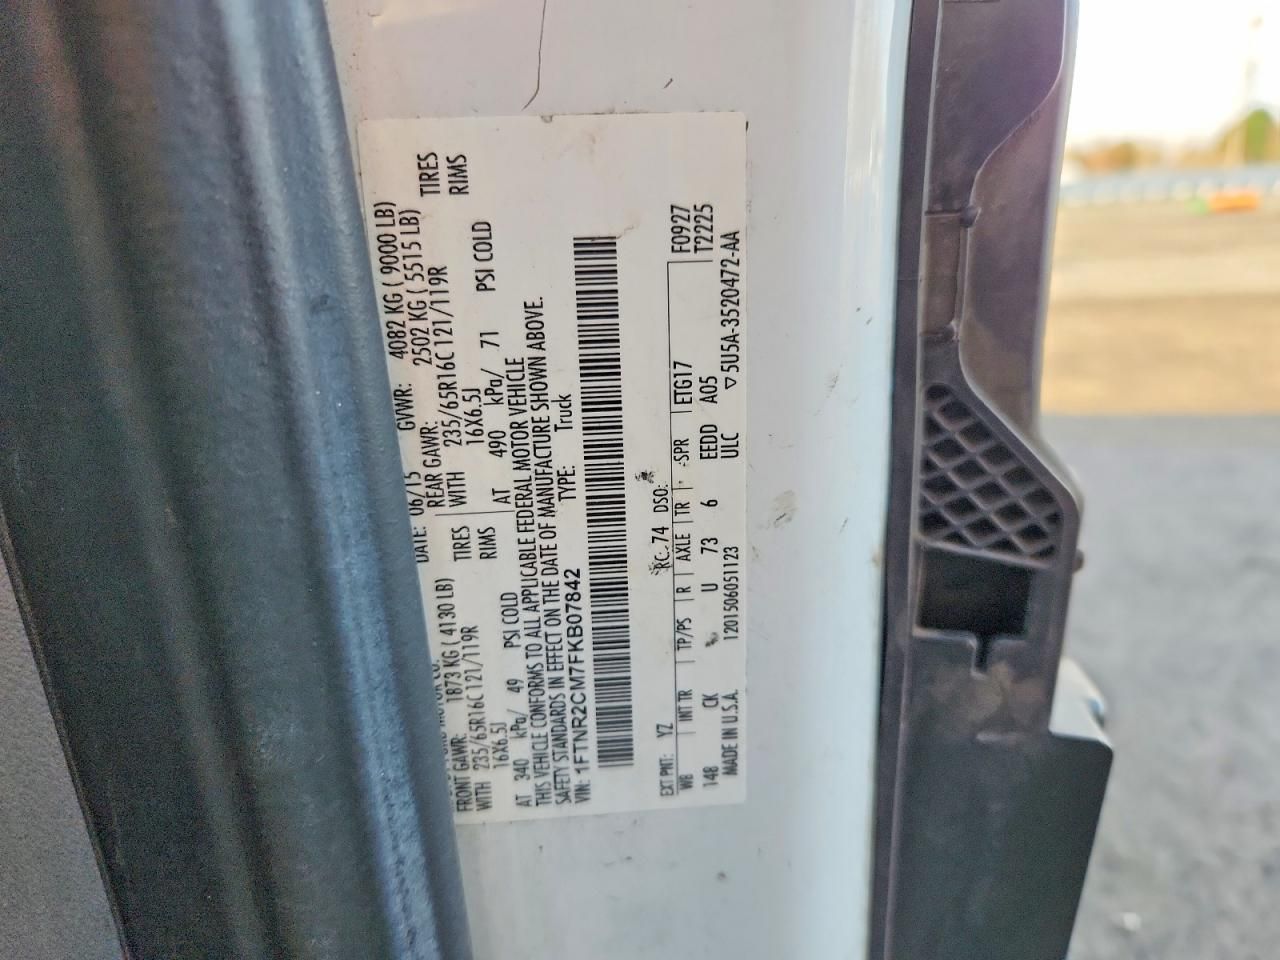 DATE: 06/15 GVWR: 4082 KG ( 9000 LB)
FRONT GAWR: 1873 KG ( 4130 LB) REAR GAWR: 2502 KG ( 5515 LB)
WITH 235/65R16C 121/119R TIRES WITH 235/65R16C 121/119R TIRES
16X6.5J RIMS 16X6.5J RIMS
AT 340 kPa/ 49 PSI COLD AT 490 kPa/ 71 PSI COLD
THIS VEHICLE CONFORMS TO ALL APPLICABLE FEDERAL MOTOR VEHICLE
SAFETY STANDARDS IN EFFECT ON THE DATE OF MANUFACTURE SHOWN ABOVE.
VIN: 1FTNR2CM7FKB07842 TYPE: Truck
EXT PNT: YZ RC: 74 DSO: F0927
WB INT TR TP/PS R AXLE TR SPR ETG17 T2225
148 CK U 73 6 EEDD A05
MADE IN U.S.A. 1201506051123 ULC ▽5U5A-3520472-AA